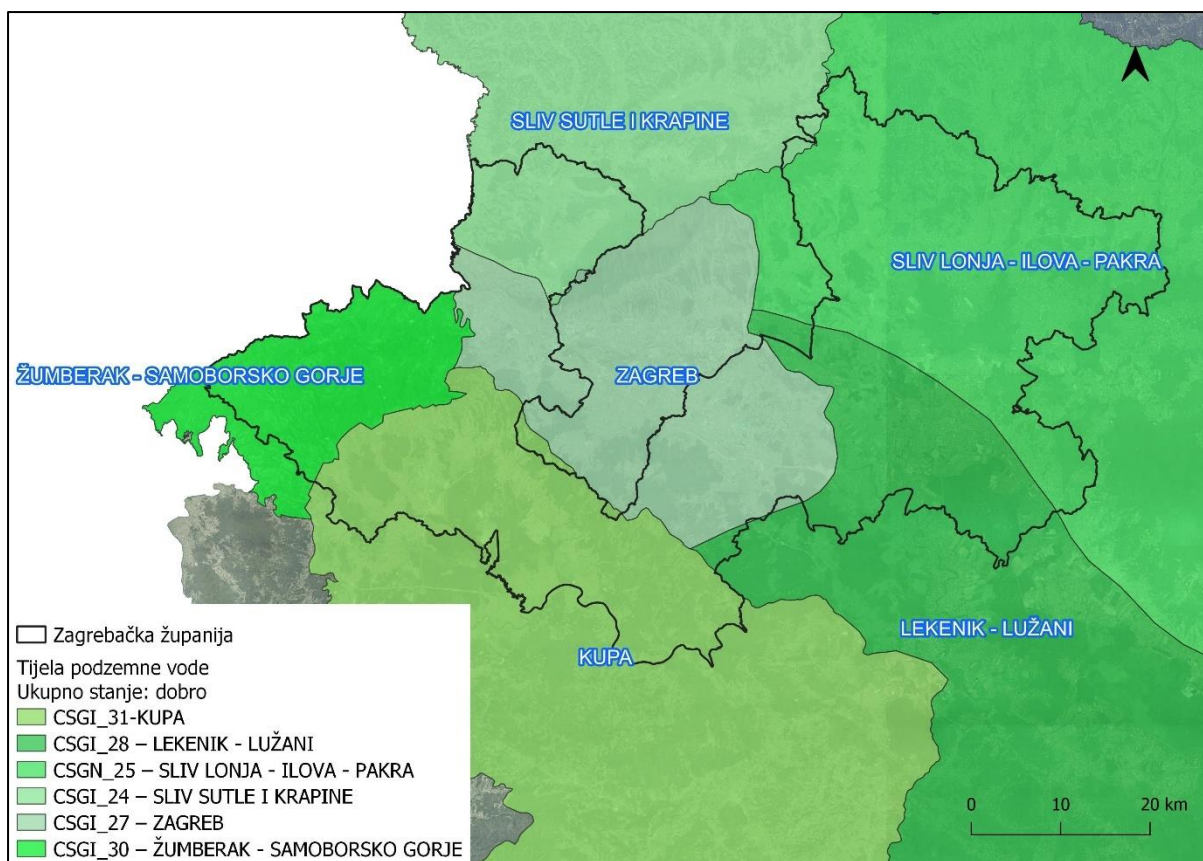 SLIV SUTLE I KRAPINE
SLIV LONJA - ILOVA - PAKRA
ŽUMBERAK - SAMOBORSKO GORJE
ZAGREB
LEKENIK - LUŽANI
KUPA
Zagrebačka županija
Tijela podzemne vode
Ukupno stanje: dobro
CSGI_31-KUPA
CSGI_28 – LEKENIK - LUŽANI
CSGN_25 – SLIV LONJA - ILOVA - PAKRA
CSGI_24 – SLIV SUTLE I KRAPINE
CSGI_27 – ZAGREB
CSGI_30 – ŽUMBERAK - SAMOBORSKO GORJE
0 10 20 km